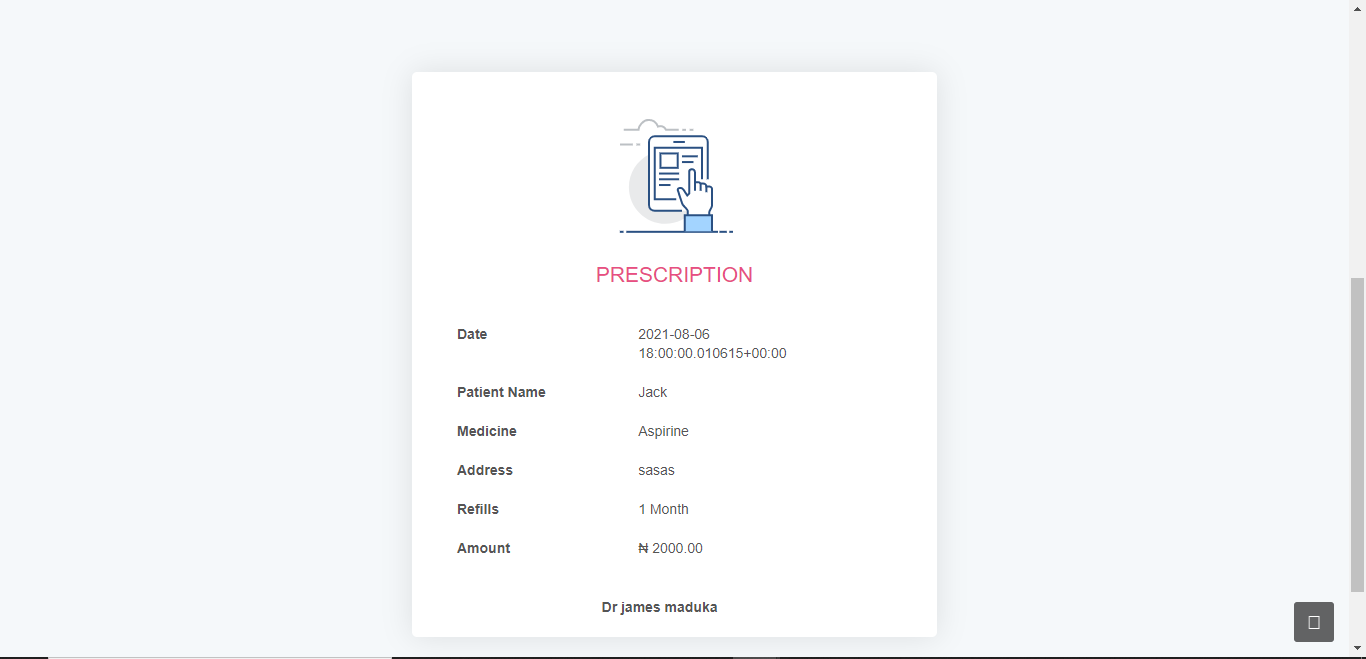 PRESCRIPTION
Date 2021-08-06
18:00:00.010615+00:00
Patient Name Jack
Medicine Aspirine
Address sasas
Refills 1 Month
Amount ₦ 2000.00
Dr james maduka